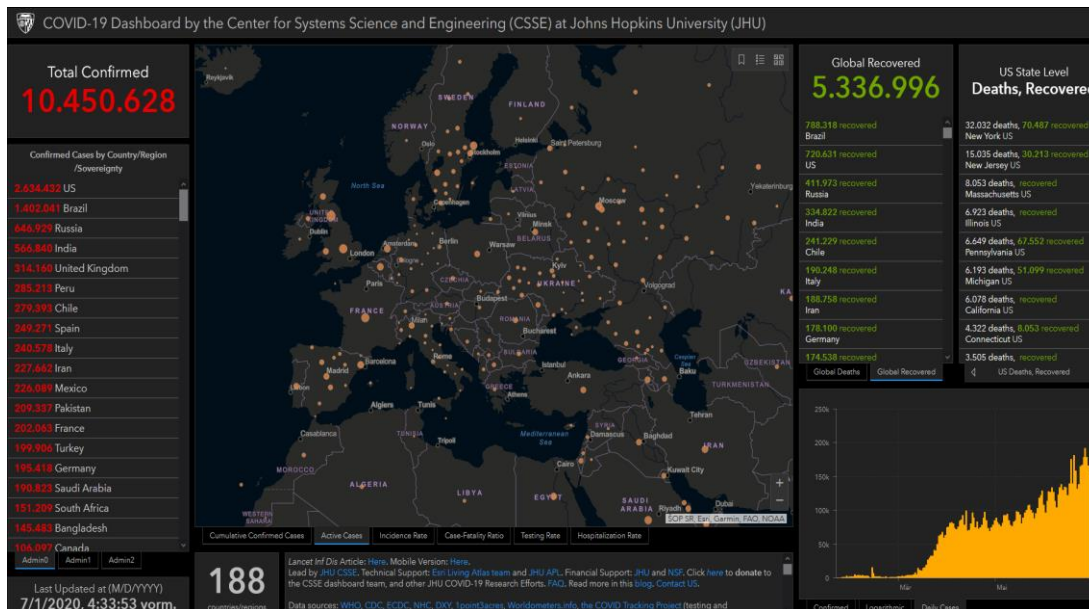 COVID-19 Dashboard by the Center for Systems Science and Engineering (CSSE) at Johns Hopkins University (JHU)
Total Confirmed
10.450.628
Confirmed Cases by Country/Region
/Sovereignty
2.634.432 US
1.402.041 Brazil
646.929 Russia
566.840 India
314.160 United Kingdom
285.213 Peru
279.393 Chile
249.271 Spain
240.578 Italy
227.662 Iran
226.089 Mexico
209.337 Pakistan
202.063 France
199.906 Turkey
195.418 Germany
190.823 Saudi Arabia
151.209 South Africa
145.483 Bangladesh
106.097 Canada
Admin0 Admin1 Admin2
Last Updated at (M/D/YYYY)
7/1/2020, 4:33:53 vorm.
Reykjavik
SWEDEN
FINLAND
NORWAY
Oslo
Helsinki
Saint Petersburg
Stockholm
ESTONIA
North Sea
LATVIA
Yekaterinburg
Copenhagen
Moscow
UNITED
KINGDOM
Vilnius
Dublin
Minsk
BELARUS
Amsterdam
Berlin
Warsaw
London
Cologne
Kyiv
Paris
CZECHIA
UKRAINE
Volgograd
KA
AUSTRIA
Budapest
FRANCE
Milan
ROMANIA
Bucharest
BULGARIA
GEORGIA
Caspian
Sea
UZBEKISTAN
Barcelona
Rome
Istanbul
Madrid
Ankara
Baku
TURKMENISTAN
Lisbon
GREECE
Athens
Algiers
Tunis
Tehran
Casablanca
TUNISIA
Mediterranean
Sea
SYRIA
Damascus
Baghdad
Tripoli
IRAN
MOROCCO
Cairo
Kuwait City
ALGERIA
LIBYA
EGYPT
SAUDI
ARABIA
Riyadh
Dubai
WESTERN
SAHARA
SOP SR, Esri, Garmin, FAO, NOAA
Cumulative Confirmed Cases Active Cases Incidence Rate Case-Fatality Ratio Testing Rate Hospitalization Rate
188
countries/regions
Lancet Inf Dis Article: Here. Mobile Version: Here.
Lead by JHU CSSE. Technical Support: Esri Living Atlas team and JHU APL. Financial Support: JHU and NSF. Click here to donate to
the CSSE dashboard team, and other JHU COVID-19 Research Efforts. FAQ. Read more in this blog. Contact US.
Data sources: WHO, CDC, ECDC, NHC, DXY, 1point3acres, Worldometers.info, the COVID Tracking Project (testing and
Global Recovered
5.336.996
788.318 recovered
Brazil
720.631 recovered
US
411.973 recovered
Russia
334.822 recovered
India
241.229 recovered
Chile
190.248 recovered
Italy
188.758 recovered
Iran
178.100 recovered
Germany
174.538 recovered
Global Deaths Global Recovered
US State Level
Deaths, Recovered
32.032 deaths, 70.487 recovered
New York US
15.035 deaths, 30.213 recovered
New Jersey US
8.053 deaths, recovered
Massachusetts US
6.923 deaths, recovered
Illinois US
6.649 deaths, 67.552 recovered
Pennsylvania US
6.193 deaths, 51.099 recovered
Michigan US
6.078 deaths, recovered
California US
4.322 deaths, 8.053 recovered
Connecticut US
3.505 deaths, recovered
US Deaths, Recovered
250k
200k
150k
100k
50k
0
Mär
Mai
Confirmed Logarithmic Daily Cases